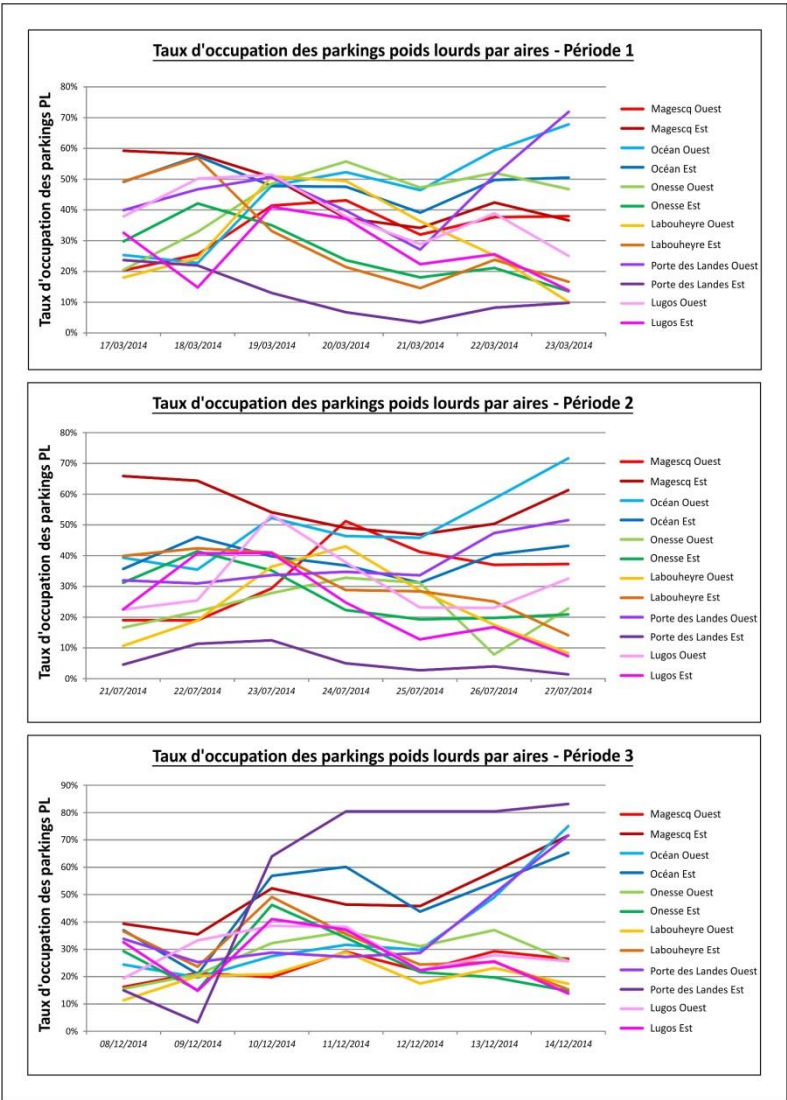 Taux d'occupation des parkings poids lourds par aires - Période 1
Taux d'occupation des parkings PL
80%
70%
60%
50%
40%
30%
20%
10%
0%
17/03/2014 18/03/2014 19/03/2014 20/03/2014 21/03/2014 22/03/2014 23/03/2014
Magescq Ouest
Magescq Est
Océan Ouest
Océan Est
Onesse Ouest
Onesse Est
Labouheyre Ouest
Labouheyre Est
Porte des Landes Ouest
Porte des Landes Est
Lugos Ouest
Lugos Est
Taux d'occupation des parkings poids lourds par aires - Période 2
Taux d'occupation des parkings PL
80%
70%
60%
50%
40%
30%
20%
10%
0%
21/07/2014 22/07/2014 23/07/2014 24/07/2014 25/07/2014 26/07/2014 27/07/2014
Magescq Ouest
Magescq Est
Océan Ouest
Océan Est
Onesse Ouest
Onesse Est
Labouheyre Ouest
Labouheyre Est
Porte des Landes Ouest
Porte des Landes Est
Lugos Ouest
Lugos Est
Taux d'occupation des parkings poids lourds par aires - Période 3
Taux d'occupation des parkings PL
90%
80%
70%
60%
50%
40%
30%
20%
10%
0%
08/12/2014 09/12/2014 10/12/2014 11/12/2014 12/12/2014 13/12/2014 14/12/2014
Magescq Ouest
Magescq Est
Océan Ouest
Océan Est
Onesse Ouest
Onesse Est
Labouheyre Ouest
Labouheyre Est
Porte des Landes Ouest
Porte des Landes Est
Lugos Ouest
Lugos Est